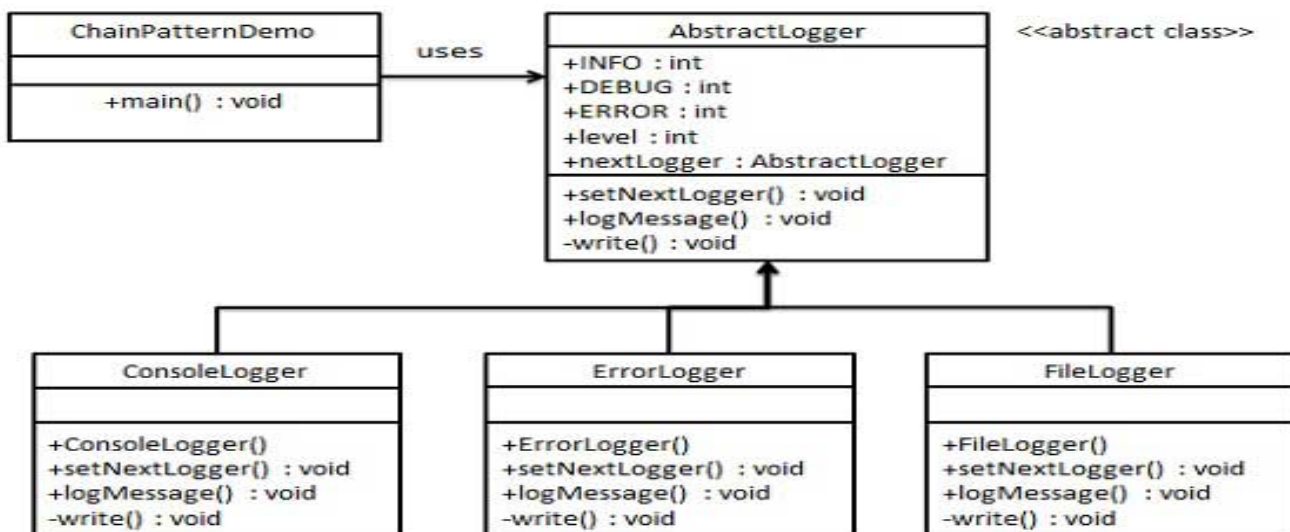 ChainPatternDemo
+main() : void
uses
AbstractLogger
+INFO : int
+DEBUG : int
+ERROR : int
+level : int
+nextLogger : AbstractLogger
+setNextLogger() : void
+logMessage() : void
-write() : void
<<abstract class>>
ConsoleLogger
+ConsoleLogger()
+setNextLogger() : void
+logMessage() : void
-write() : void
ErrorLogger
+ErrorLogger()
+setNextLogger() : void
+logMessage() : void
-write() : void
FileLogger
+FileLogger()
+setNextLogger() : void
+logMessage() : void
-write() : void